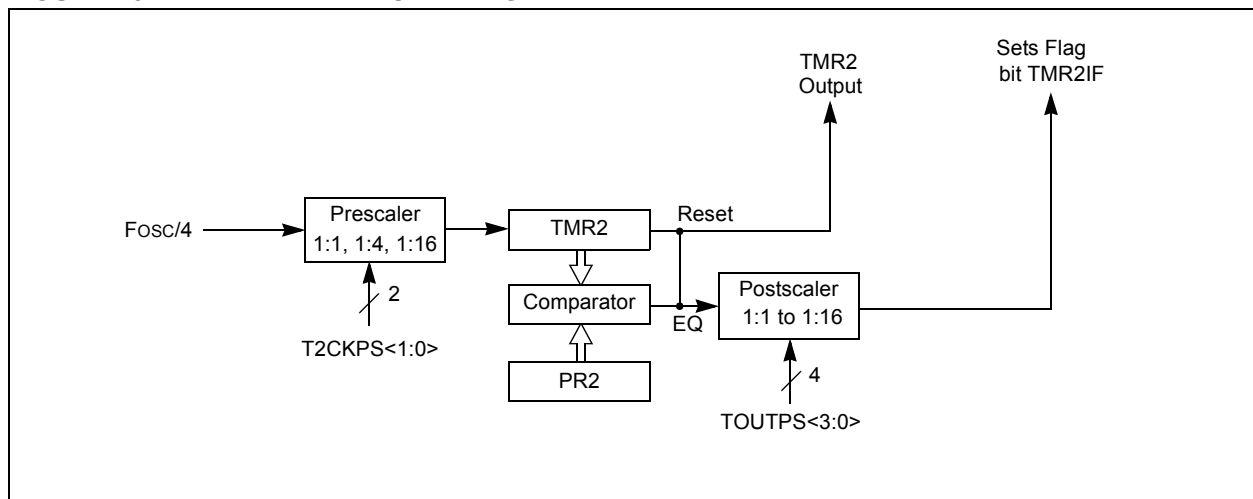 Sets Flag
bit TMR2IF
TMR2
Output
Prescaler
1:1, 1:4, 1:16
FOSC/4
TMR2
Reset
2
Comparator
EQ
Postscaler
1:1 to 1:16
T2CKPS<1:0>
PR2
4
TOUTPS<3:0>